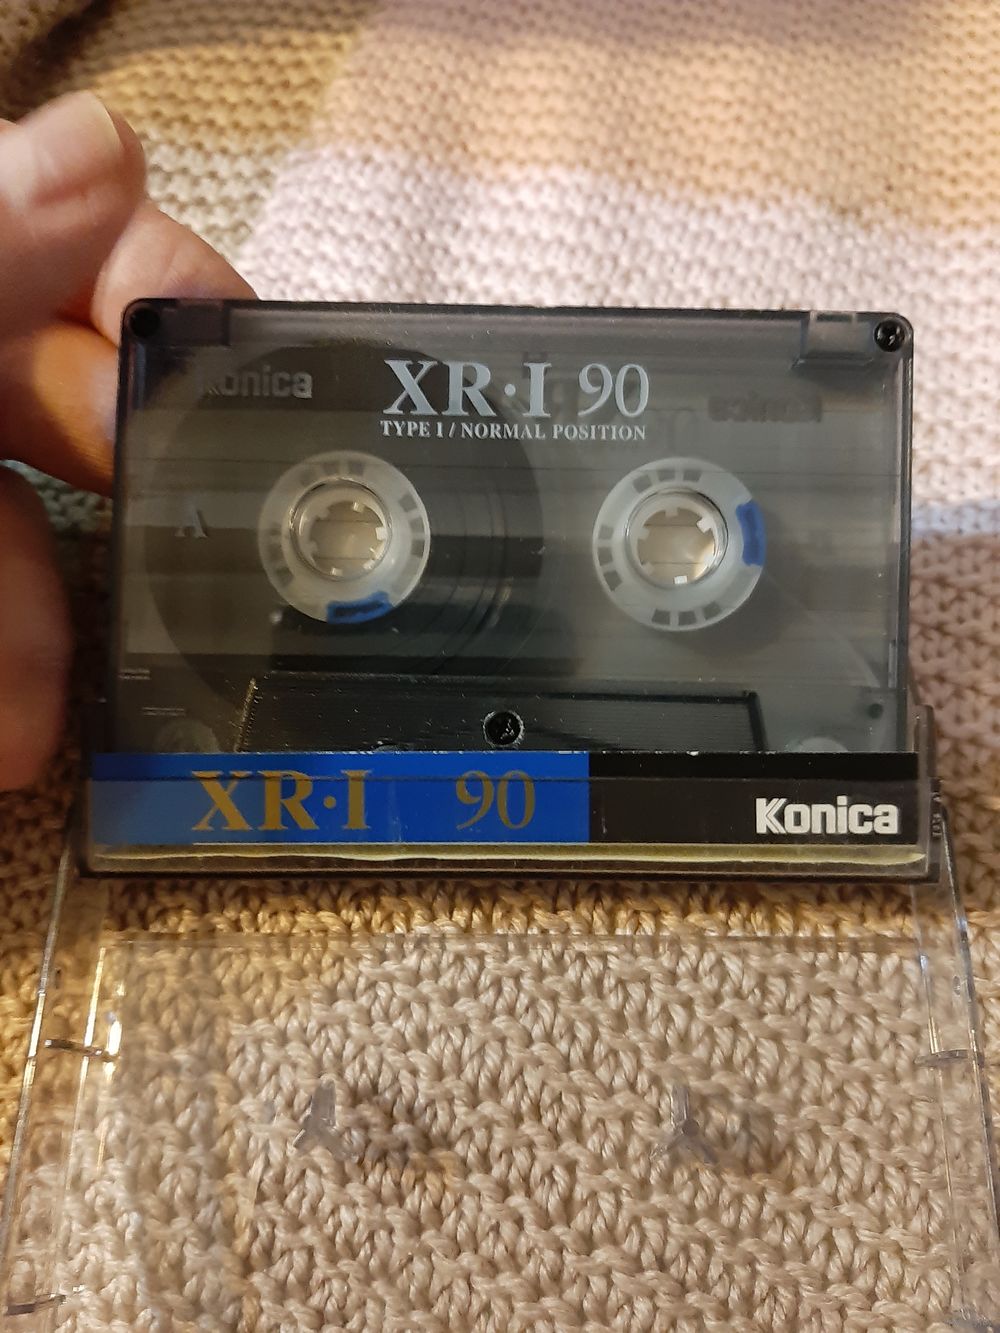 Konica
XR·I 90
TYPE I / NORMAL POSITION
A
XR·I 90
Konica